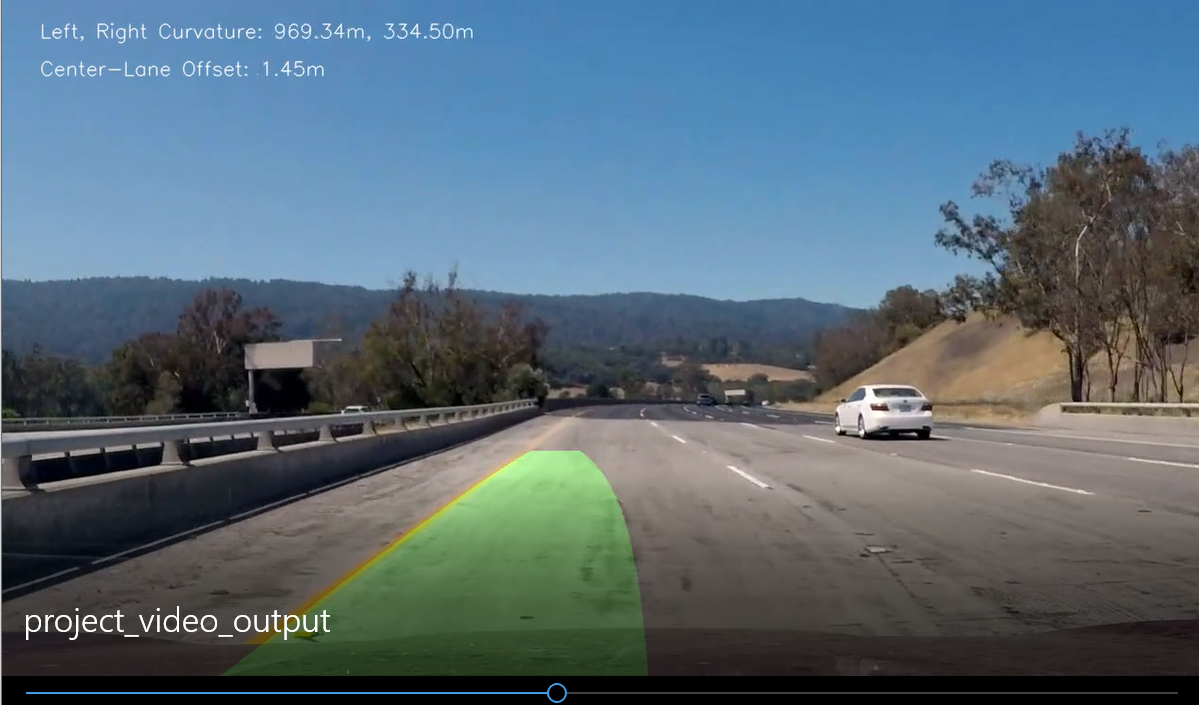 Left, Right Curvature: 969.34m, 334.50m
Center-Lane Offset: 1.45m
project_video_output